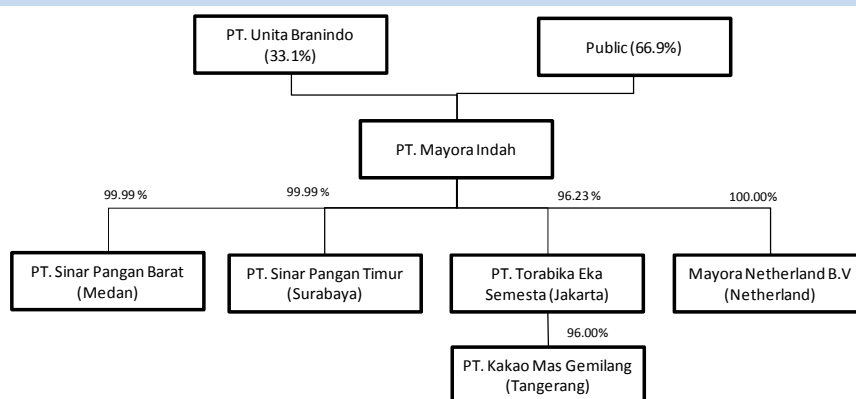 PT. Unita Branindo
(33.1%)
Public (66.9%)
PT. Mayora Indah
99.99 %
99.99 %
96.23 %
100.00%
PT. Sinar Pangan Barat
(Medan)
PT. Sinar Pangan Timur
(Surabaya)
PT. Torabika Eka
Semesta (Jakarta)
Mayora Netherland B.V
(Netherland)
96.00%
PT. Kakao Mas Gemilang
(Tangerang)